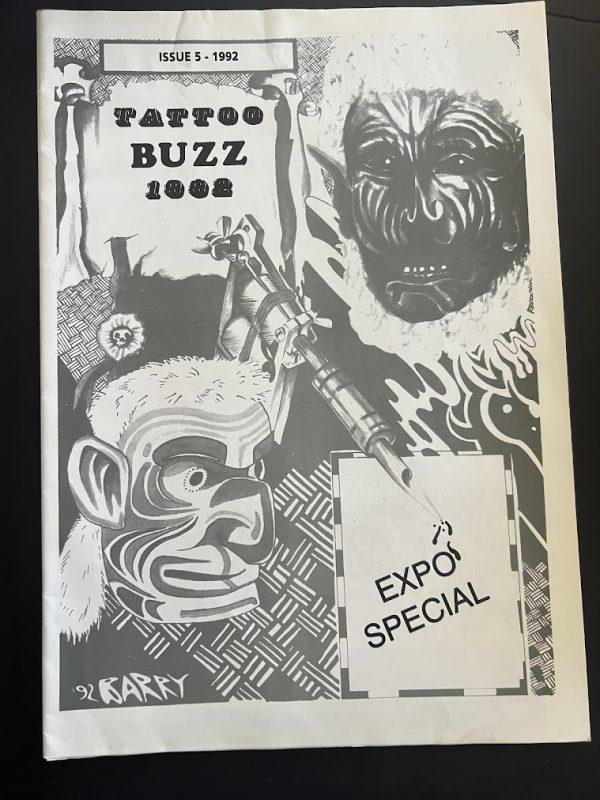 ISSUE 5 - 1992
TATTOO
BUZZ
1992
EXPO
SPECIAL
'92 BARRY